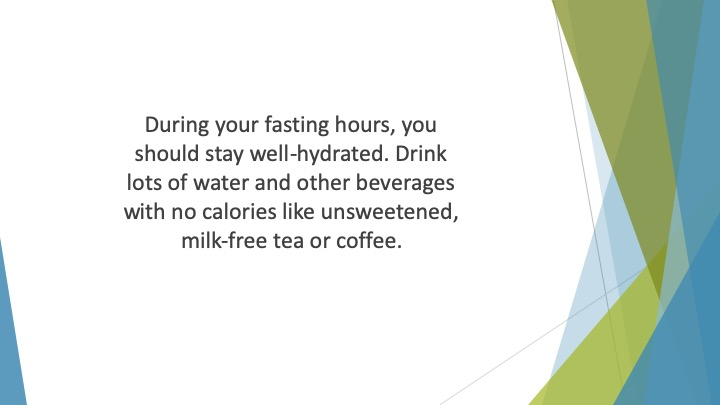 During your fasting hours, you
should stay well-hydrated. Drink
lots of water and other beverages
with no calories like unsweetened,
milk-free tea or coffee.